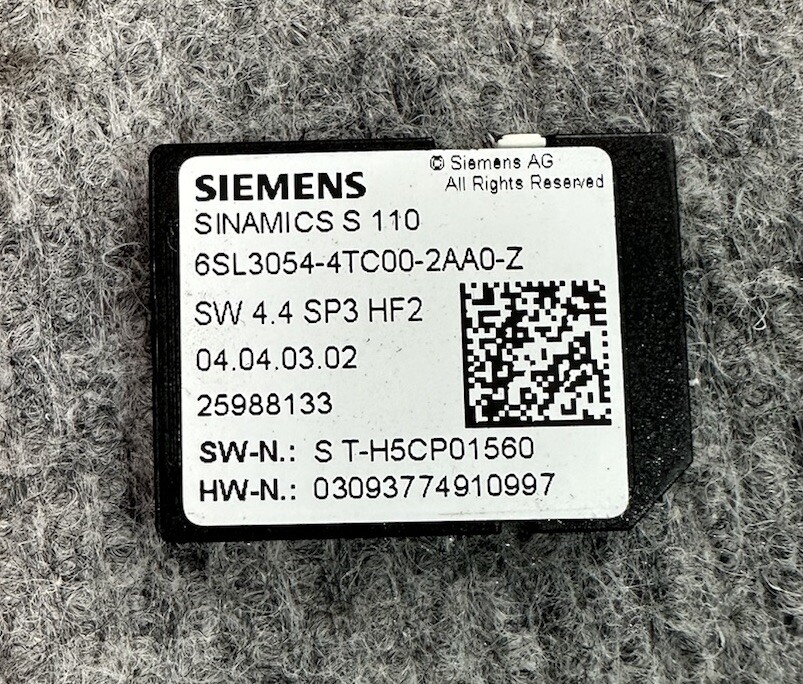 SIEMENS
© Siemens AG
All Rights Reserved
SINAMICS S 110
6SL3054-4TC00-2AA0-Z
SW 4.4 SP3 HF2
04.04.03.02
25988133
SW-N.: S T-H5CP01560
HW-N.: 03093774910997